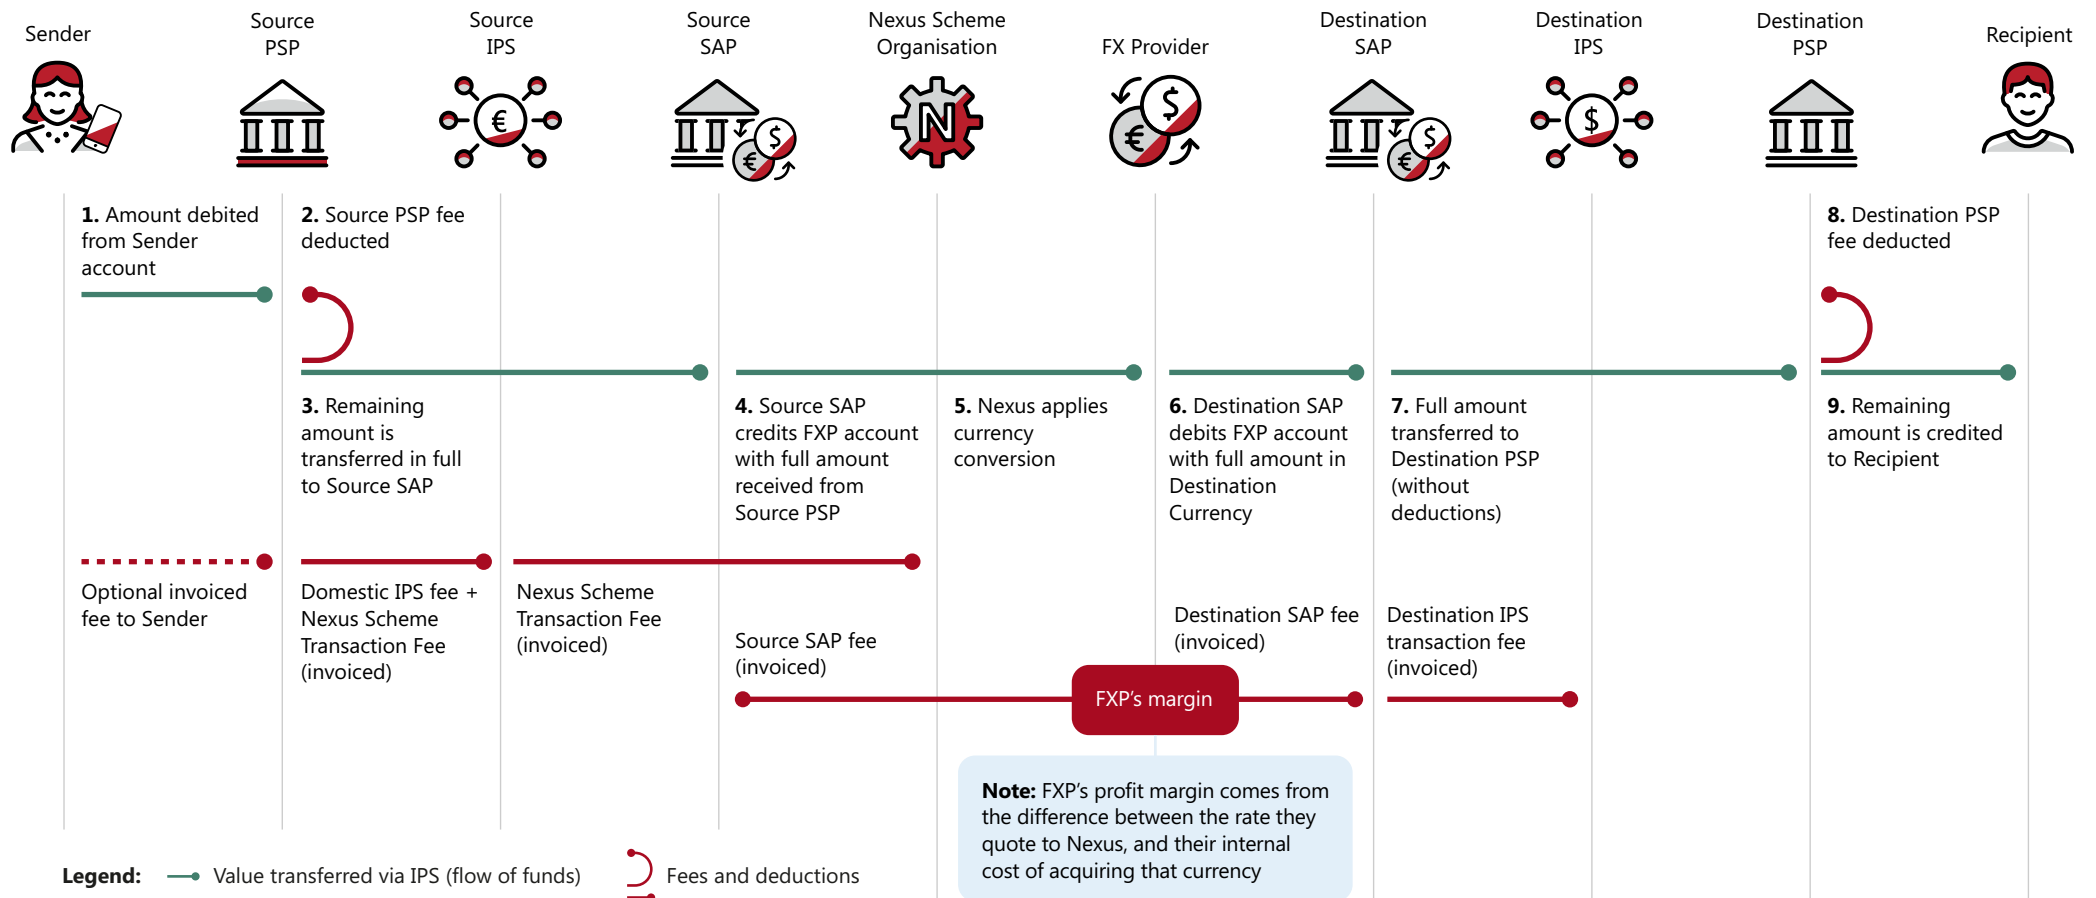 Sender
Source
PSP
Source
IPS
Source
SAP
Nexus Scheme
Organisation
FX Provider
Destination
SAP
Destination
IPS
Destination
PSP
Recipient
€
€
$
N
€
$
€
$
$
1. Amount debited
from Sender
account
2. Source PSP fee
deducted
8. Destination PSP
fee deducted
3. Remaining
amount is
transferred in full
to Source SAP
4. Source SAP
credits FXP account
with full amount
received from
Source PSP
5. Nexus applies
currency
conversion
6. Destination SAP
debits FXP account
with full amount in
Destination
Currency
7. Full amount
transferred to
Destination PSP
(without
deductions)
9. Remaining
amount is credited
to Recipient
Optional invoiced
fee to Sender
Domestic IPS fee +
Nexus Scheme
Transaction Fee
(invoiced)
Nexus Scheme
Transaction Fee
(invoiced)
Source SAP fee
(invoiced)
Destination SAP fee
(invoiced)
Destination IPS
transaction fee
(invoiced)
FXP's margin
Note: FXP's profit margin comes from
the difference between the rate they
quote to Nexus, and their internal
cost of acquiring that currency
Legend:
Value transferred via IPS (flow of funds)
Fees and deductions